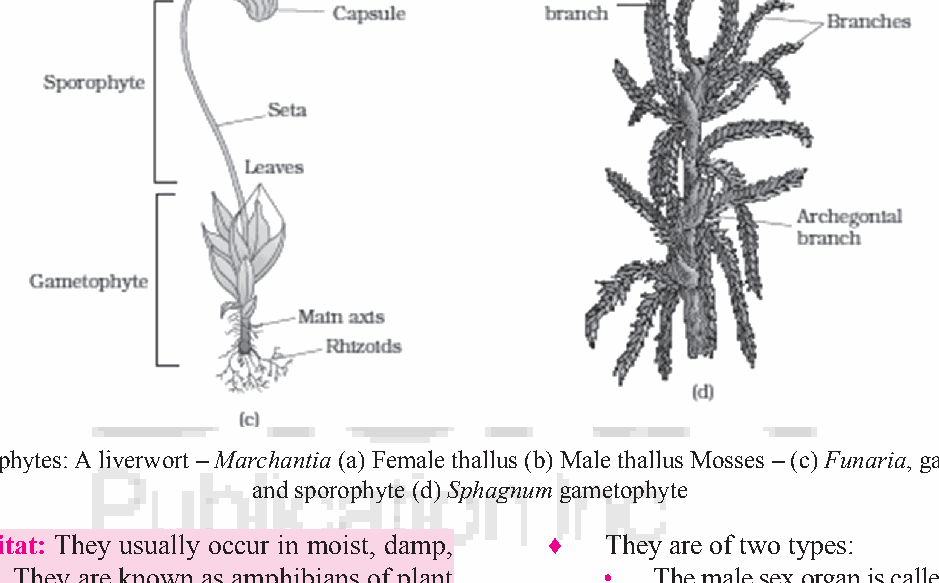 Capsule
branch
Branches
Sporophyte
Seta
Leaves
Archegonial
branch
Gametophyte
Main axis
Rhizoids
(c)
(d)
phytes: A liverwort – Marchantia (a) Female thallus (b) Male thallus Mosses – (c) Funaria, ga
and sporophyte (d) Sphagnum gametophyte
Publication Inc
itat: They usually occur in moist, damp,
They are known as amphibians of plant
♦ They are of two types:
• The male sex organ is calle